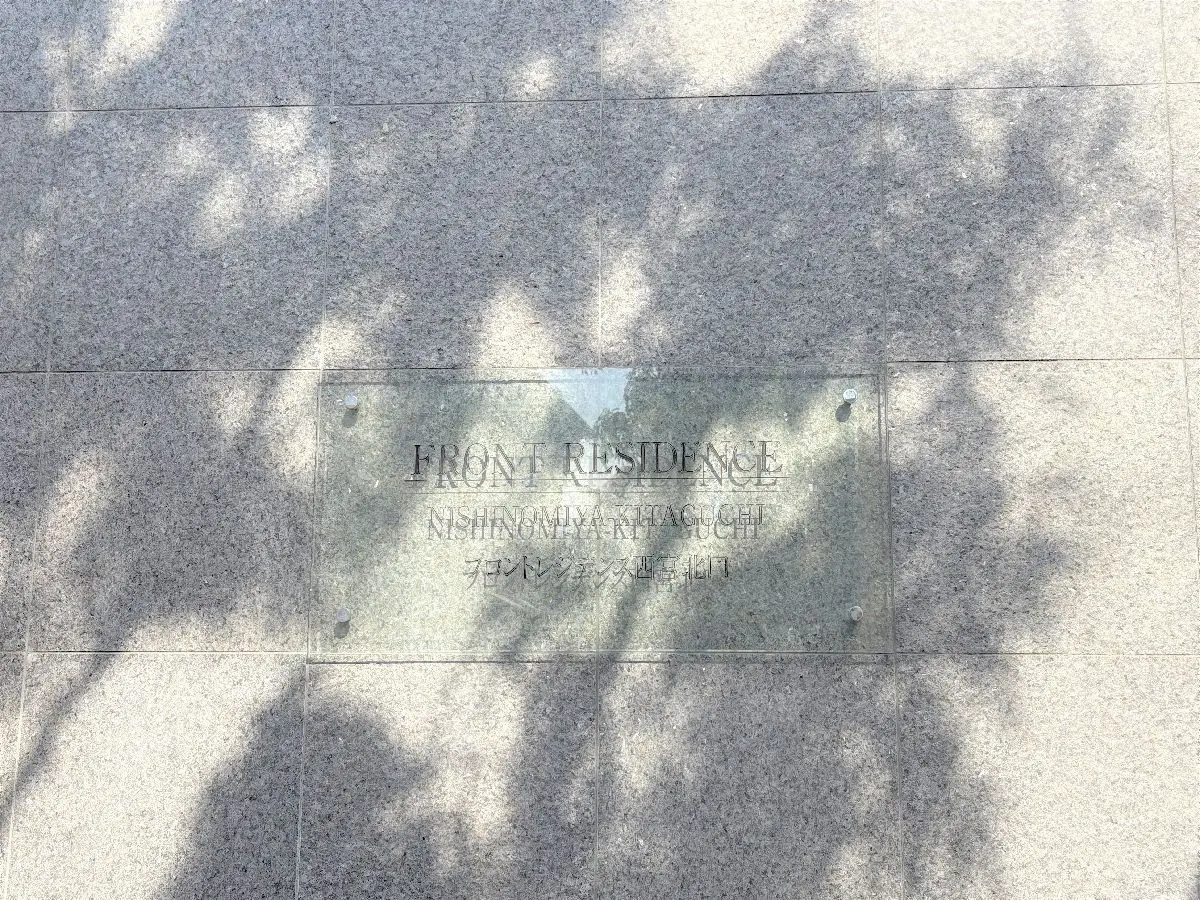 FRONT RESIDENCE
NISHINOMIYA-KITAGUCHI
フロントレジデンス西宮北口